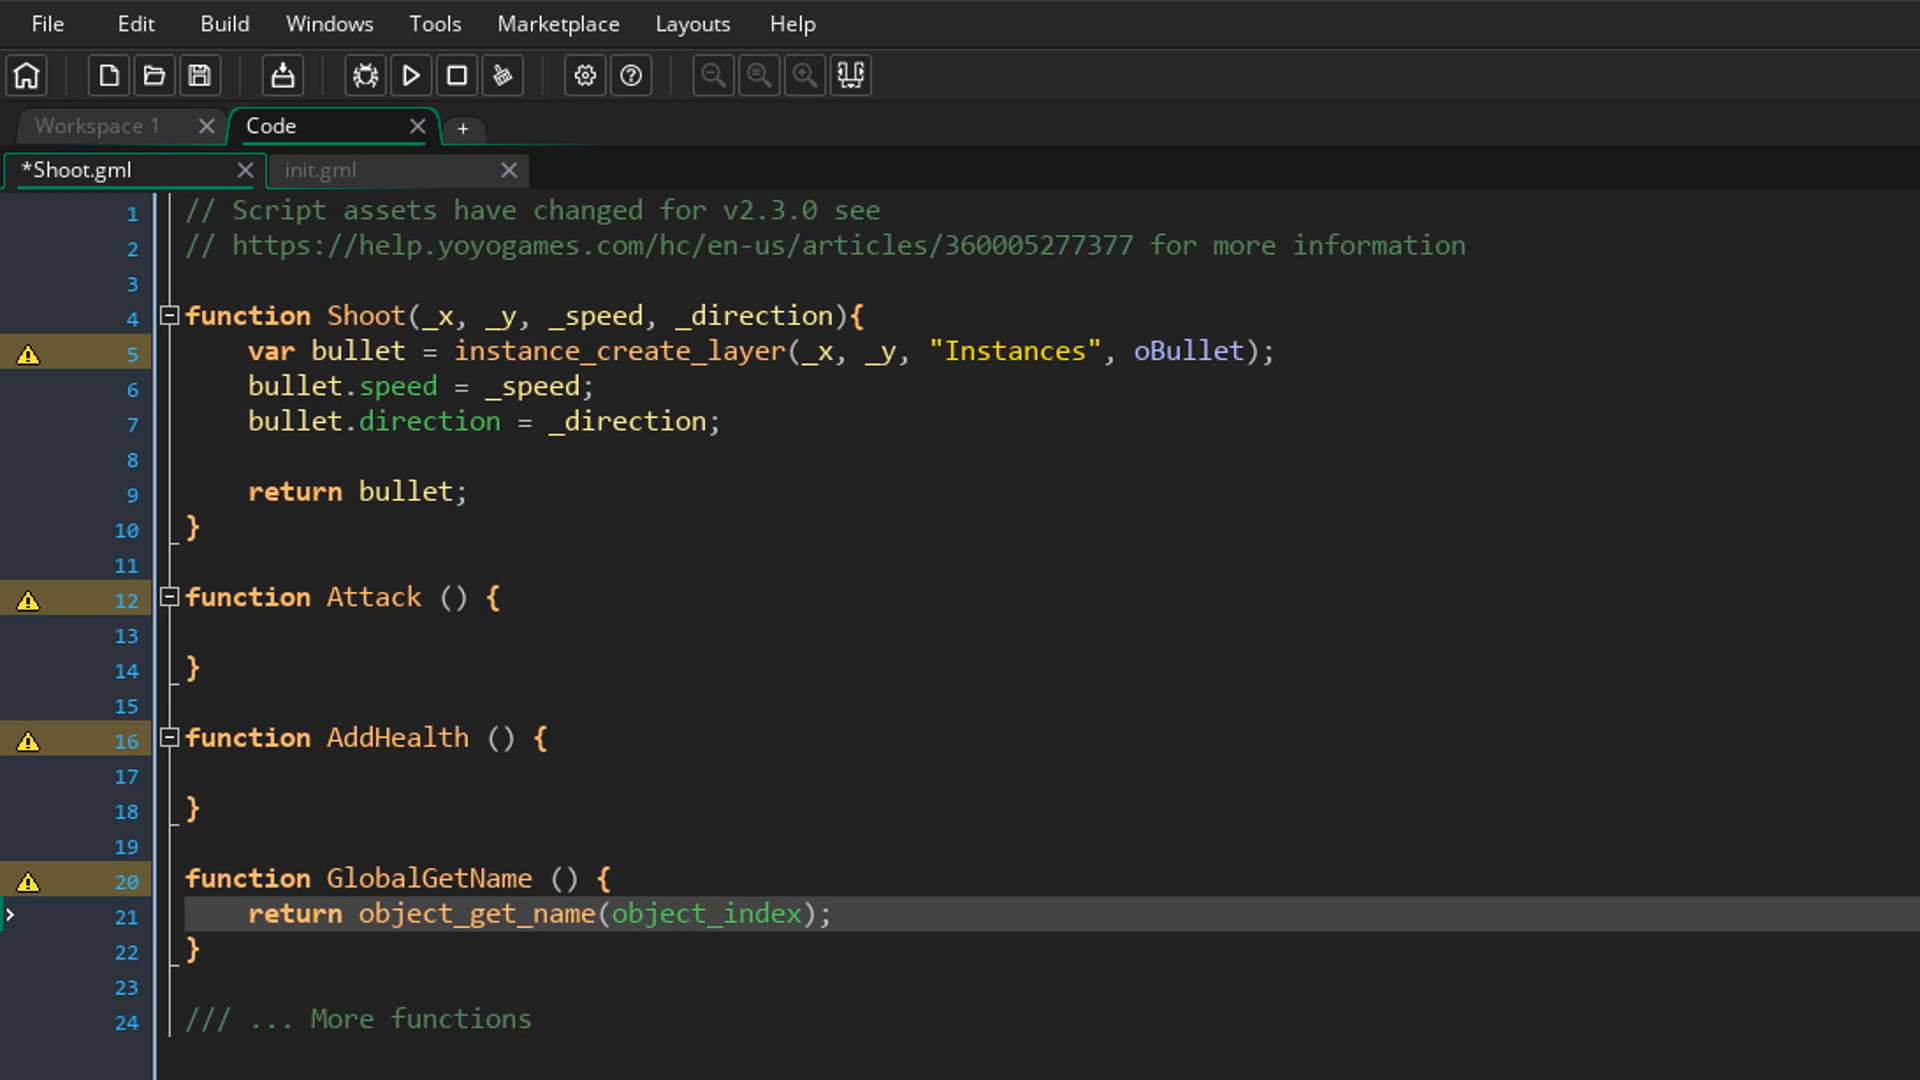 File Edit Build Windows Tools Marketplace Layouts Help
Workspace 1 Code +
*Shoot.gml init.gml
1 // Script assets have changed for v2.3.0 see
2 // https://help.yoyogames.com/hc/en-us/articles/360005277377 for more information
3
4 function Shoot(_x, _y, _speed, _direction){
5 var bullet = instance_create_layer(_x, _y, "Instances", oBullet);
6 bullet.speed = _speed;
7 bullet.direction = _direction;
8
9 return bullet;
10 }
11
12 function Attack () {
13
14 }
15
16 function AddHealth () {
17
18 }
19
20 function GlobalGetName () {
21 return object_get_name(object_index);
22 }
23
24 /// ... More functions